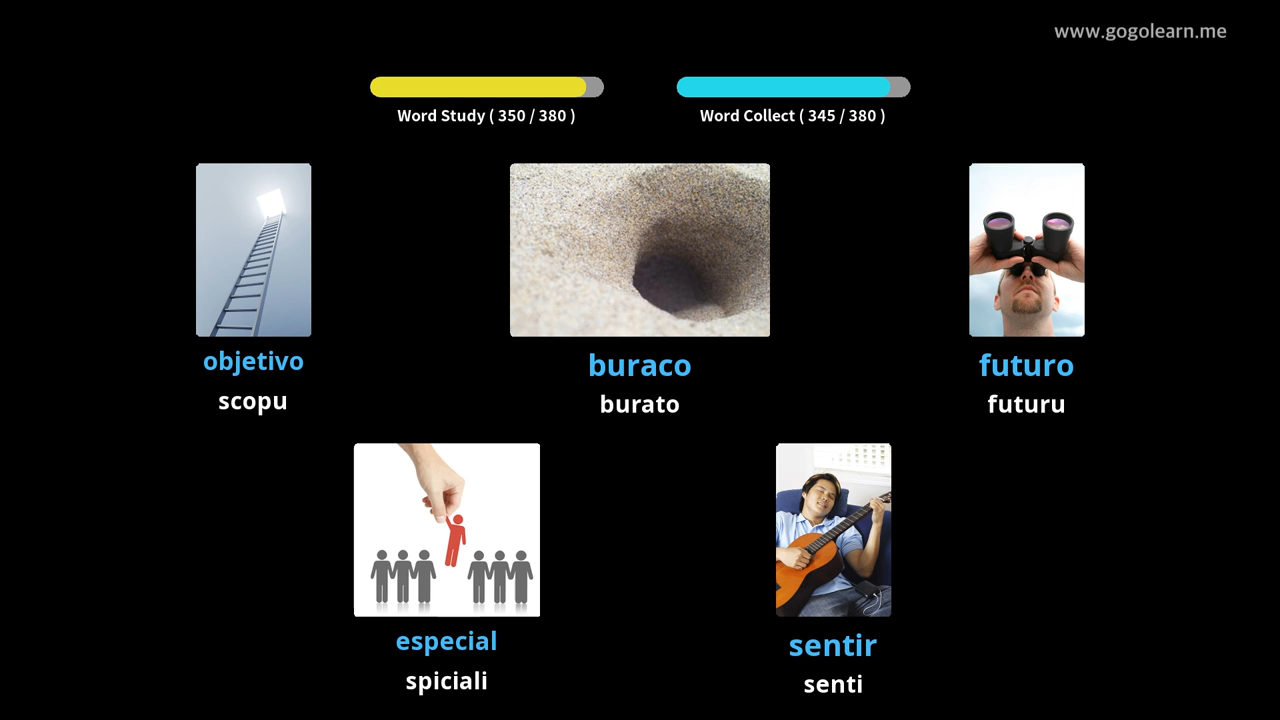 www.gogolearn.me
Word Study ( 350 / 380 )
Word Collect ( 345 / 380 )
objetivo
scopu
buraco
burato
futuro
futuru
especial
spiciali
sentir
senti